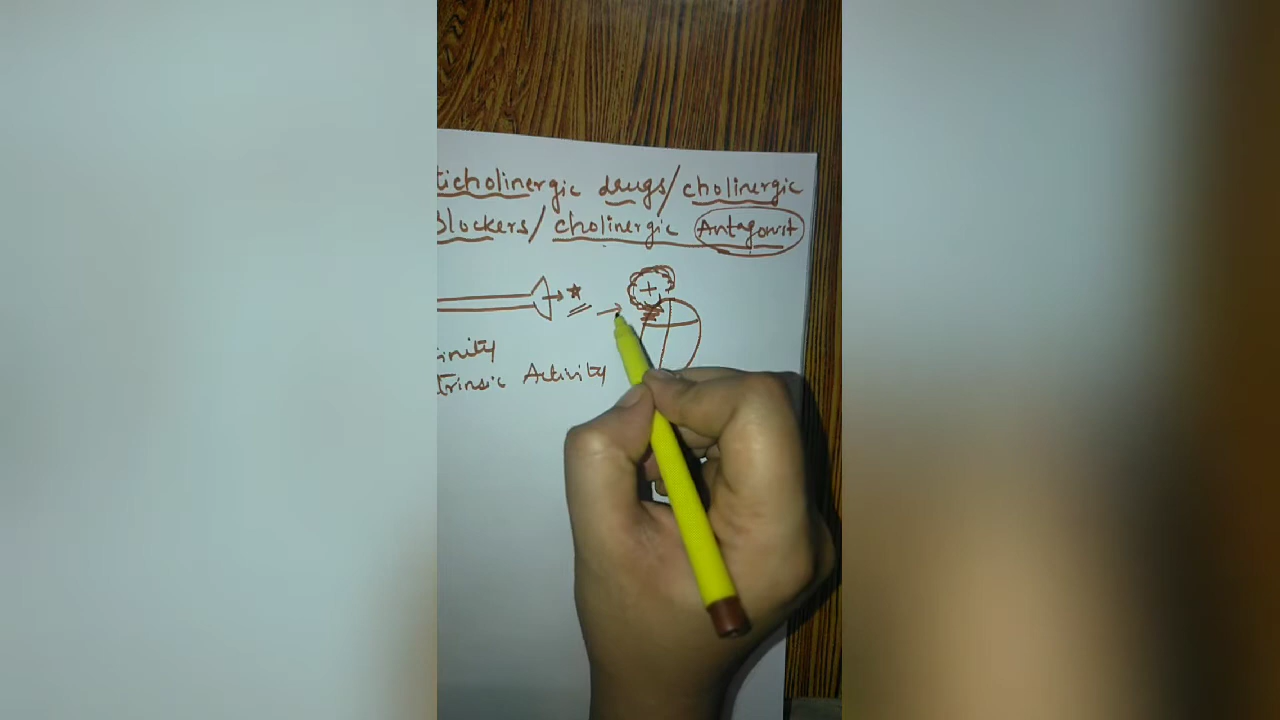 ticholinergic drugs/cholinergic
Blockers/cholinergic Antagonist
inity
trinsic Activity